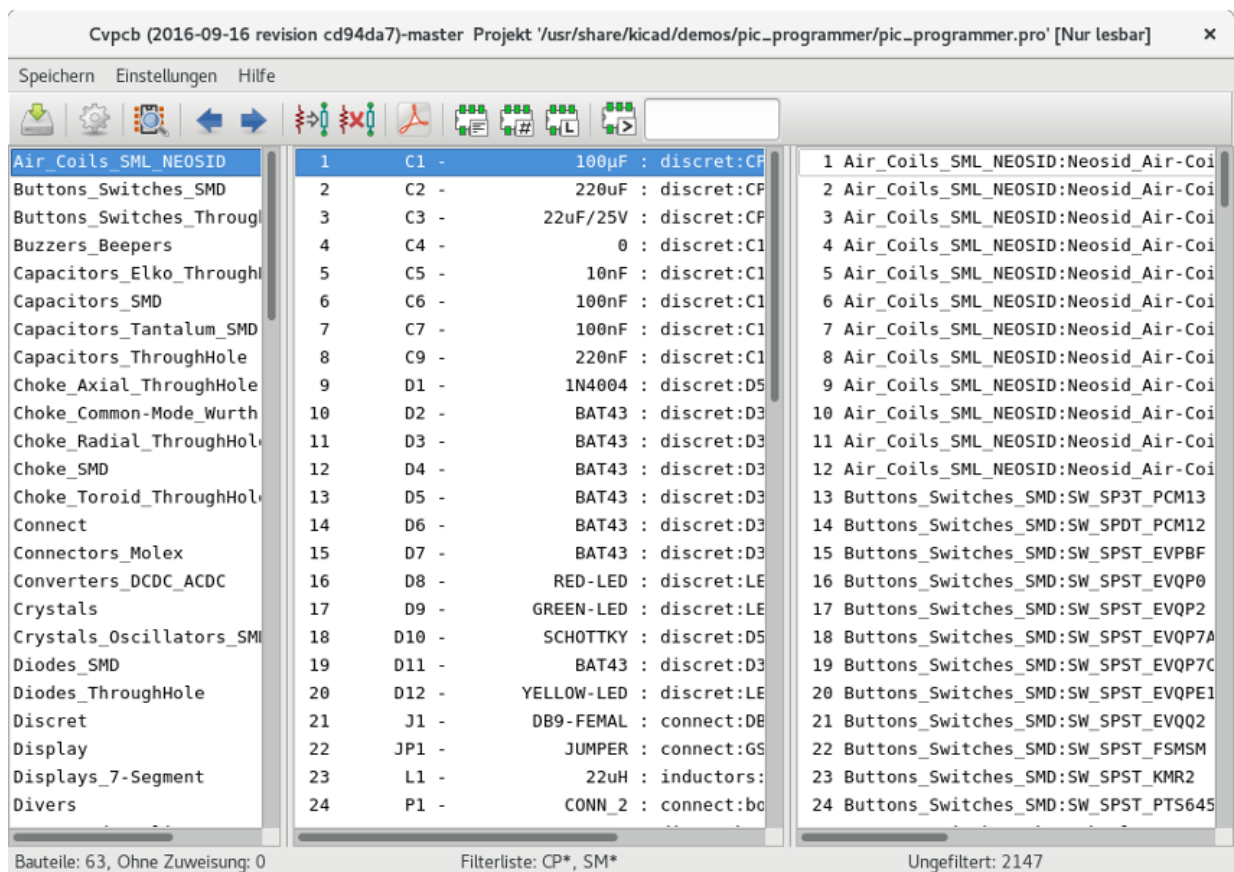 Cvpcb (2016-09-16 revision cd94da7)-master Projekt '/usr/share/kicad/demos/pic_programmer/pic_programmer.pro' [Nur lesbar]
Speichern Einstellungen Hilfe
Air_Coils_SML_NEOSID
Buttons_Switches_SMD
Buttons_Switches_Throug
Buzzers_Beepers
Capacitors_Elko_Through
Capacitors_SMD
Capacitors_Tantalum_SMD
Capacitors_ThroughHole
Choke_Axial_ThroughHole
Choke_Common-Mode_Wurth
Choke_Radial_ThroughHol
Choke_SMD
Choke_Toroid_ThroughHol
Connect
Connectors_Molex
Converters_DCDC_ACDC
Crystals
Crystals_Oscillators_SM
Diodes_SMD
Diodes_ThroughHole
Discret
Display
Displays_7-Segment
Divers
1 C1 - 100µF : discret:CP
2 C2 - 220uF : discret:CP
3 C3 - 22uF/25V : discret:CP
4 C4 - 0 : discret:C1
5 C5 - 10nF : discret:C1
6 C6 - 100nF : discret:C1
7 C7 - 100nF : discret:C1
8 C9 - 220nF : discret:C1
9 D1 - 1N4004 : discret:D5
10 D2 - BAT43 : discret:D3
11 D3 - BAT43 : discret:D3
12 D4 - BAT43 : discret:D3
13 D5 - BAT43 : discret:D3
14 D6 - BAT43 : discret:D3
15 D7 - BAT43 : discret:D3
16 D8 - RED-LED : discret:LE
17 D9 - GREEN-LED : discret:LE
18 D10 - SCHOTTKY : discret:D5
19 D11 - BAT43 : discret:D3
20 D12 - YELLOW-LED : discret:LE
21 J1 - DB9-FEMAL : connect:DB
22 JP1 - JUMPER : connect:GS
23 L1 - 22uH : inductors:
24 P1 - CONN_2 : connect:bo
1 Air_Coils_SML_NEOSID:Neosid_Air-Coi
2 Air_Coils_SML_NEOSID:Neosid_Air-Coi
3 Air_Coils_SML_NEOSID:Neosid_Air-Coi
4 Air_Coils_SML_NEOSID:Neosid_Air-Coi
5 Air_Coils_SML_NEOSID:Neosid_Air-Coi
6 Air_Coils_SML_NEOSID:Neosid_Air-Coi
7 Air_Coils_SML_NEOSID:Neosid_Air-Coi
8 Air_Coils_SML_NEOSID:Neosid_Air-Coi
9 Air_Coils_SML_NEOSID:Neosid_Air-Coi
10 Air_Coils_SML_NEOSID:Neosid_Air-Coi
11 Air_Coils_SML_NEOSID:Neosid_Air-Coi
12 Air_Coils_SML_NEOSID:Neosid_Air-Coi
13 Buttons_Switches_SMD:SW_SP3T_PCM13
14 Buttons_Switches_SMD:SW_SPDT_PCM12
15 Buttons_Switches_SMD:SW_SPST_EVPBF
16 Buttons_Switches_SMD:SW_SPST_EVQP0
17 Buttons_Switches_SMD:SW_SPST_EVQP2
18 Buttons_Switches_SMD:SW_SPST_EVQP7A
19 Buttons_Switches_SMD:SW_SPST_EVQP7C
20 Buttons_Switches_SMD:SW_SPST_EVQPE1
21 Buttons_Switches_SMD:SW_SPST_EVQQ2
22 Buttons_Switches_SMD:SW_SPST_FSMSM
23 Buttons_Switches_SMD:SW_SPST_KMR2
24 Buttons_Switches_SMD:SW_SPST_PTS645
Bauteile: 63, Ohne Zuweisung: 0
Filterliste: CP*, SM*
Ungefiltert: 2147